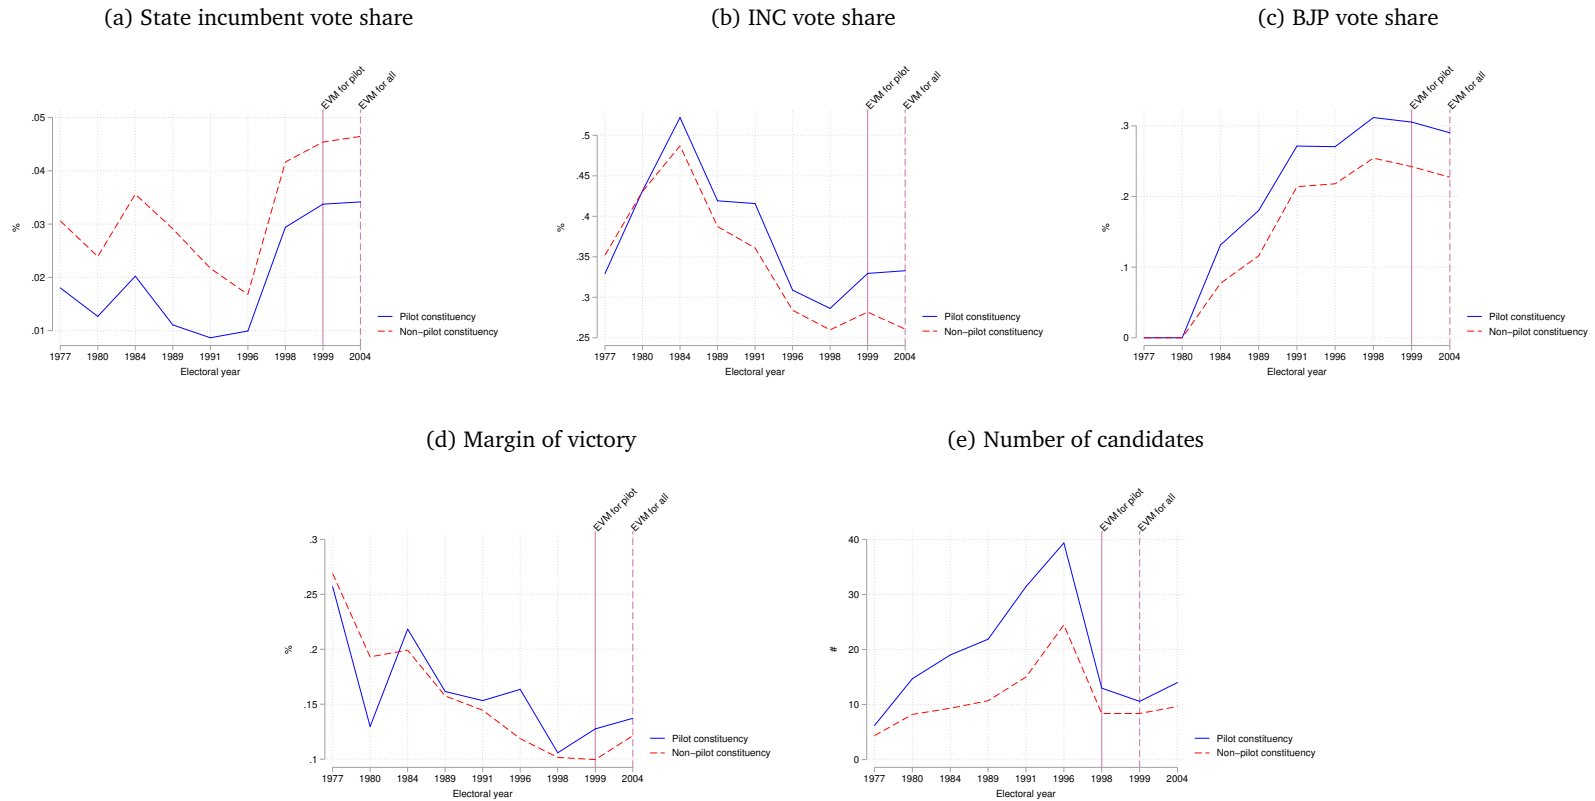 (a) State incumbent vote share
EVM for pilot
EVM for all
.05
.04
.03
.02
.01
%
1977 1980 1984 1989 1991 1996 1998 1999 2004
Electoral year
Pilot constituency
Non-pilot constituency
(b) INC vote share
EVM for pilot
EVM for all
.5
.45
.4
.35
.3
.25
%
1977 1980 1984 1989 1991 1996 1998 1999 2004
Electoral year
Pilot constituency
Non-pilot constituency
(c) BJP vote share
EVM for pilot
EVM for all
.3
.2
.1
0
%
1977 1980 1984 1989 1991 1996 1998 1999 2004
Electoral year
Pilot constituency
Non-pilot constituency
(d) Margin of victory
EVM for pilot
EVM for all
.3
.25
.2
.15
.1
%
1977 1980 1984 1989 1991 1996 1998 1999 2004
Electoral year
Pilot constituency
Non-pilot constituency
(e) Number of candidates
EVM for pilot
EVM for all
40
30
20
10
0
#
1977 1980 1984 1989 1991 1996 1998 1999 2004
Electoral year
Pilot constituency
Non-pilot constituency